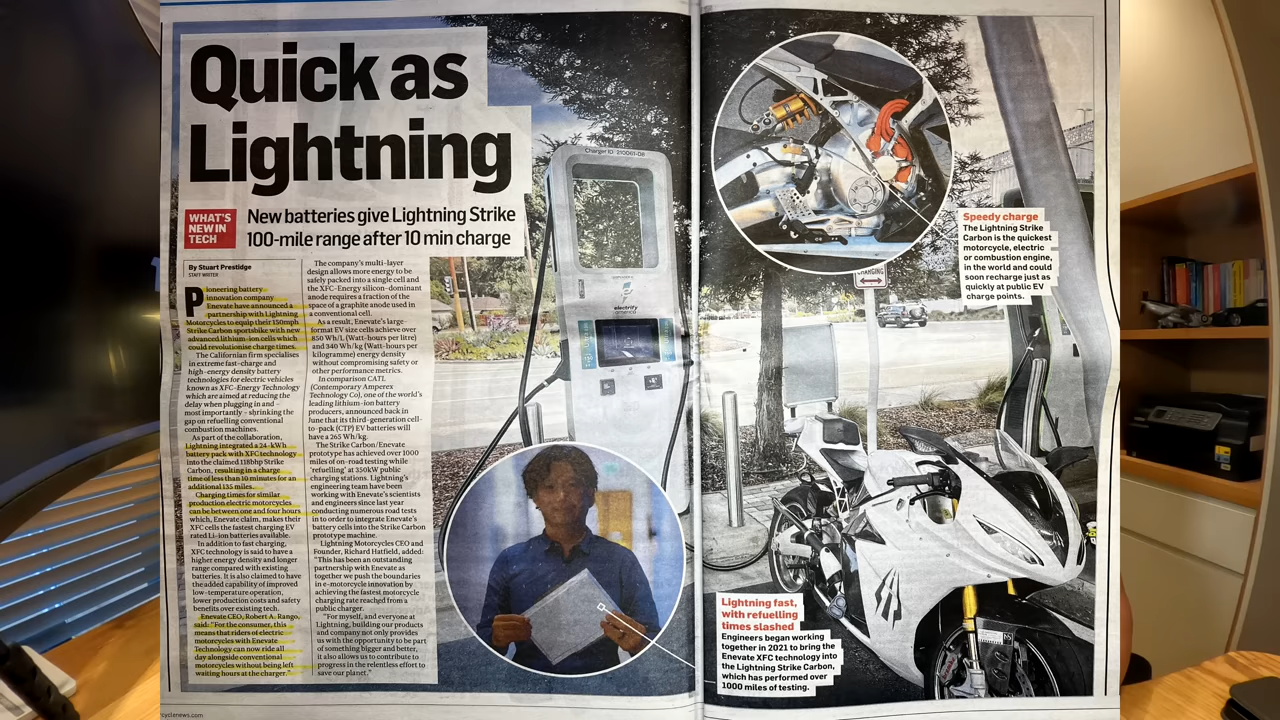 Quick as
Lightning
WHAT'S
NEW IN
TECH
New batteries give Lightning Strike
100-mile range after 10 min charge
By Stuart Prestidge
STAFF WRITER
Pioneering battery
innovation company
Enevate have announced a
partnership with Lightning
Motorcycles to equip their 150mph
Strike Carbon sportsbike with new
advanced lithium-ion cells which
could revolutionise charge times.
The Californian firm specialises
in extreme fast-charge and
high-energy density battery
technologies for electric vehicles
known as XFC-Energy Technology
which are aimed at reducing the
delay when plugging in and –
most importantly – shrinking the
gap on refuelling conventional
combustion machines.
As part of the collaboration,
Lightning integrated a 24-kWh
battery pack with XFC technology
into the claimed 118bhp Strike
Carbon, resulting in a charge
time of less than 10 minutes for an
additional 135 miles.
Charging times for similar
production electric motorcycles
can be between one and four hours
which, Enevate claim, makes their
XFC cells the fastest charging EV
rated Li-ion batteries available.
In addition to fast charging,
XFC technology is said to have a
higher energy density and longer
range compared with existing
batteries. It is also claimed to have
the added capability of improved
low-temperature operation,
lower production costs and safety
benefits over existing tech.
Enevate CEO, Robert A. Rango,
said: "For the consumer, this
means that riders of electric
motorcycles with Enevate
Technology can now ride all
day alongside conventional
motorcycles without being left
waiting hours at the charger."
The company's multi-layer
design allows more energy to be
safely packed into a single cell and
the XFC-Energy silicon-dominant
anode requires a fraction of the
space of a graphite anode used in
a conventional cell.
As a result, Enevate's large-
format EV size cells achieve over
850 Wh/l (Watt-hours per litre)
and 340 Wh/kg (Watt-hours per
kilogramme) energy density
without compromising safety or
other performance metrics.
In comparison CATL
(Contemporary Amperex
Technology Co), one of the world's
leading lithium-ion battery
producers, announced back in
June that its third-generation cell-
to-pack (CTP) EV batteries will
have a 265 Wh/kg.
The Strike Carbon/Enevate
prototype has achieved over 1000
miles of on-road testing while
'refuelling' at 350kW public
charging stations. Lightning's
engineering team have been
working with Enevate's scientists
and engineers since last year
conducting numerous road tests
in order to integrate Enevate's
battery cells into the Strike Carbon
prototype machine.
Lightning Motorcycles CEO and
Founder, Richard Hatfield, added:
"This has been an outstanding
partnership with Enevate as
together we push the boundaries
in e-motorcycle innovation by
achieving the fastest motorcycle
charging rate reached from a
public charger.
"For myself, and everyone at
Lightning, building our products
and company not only provides
us with the opportunity to be part
of something bigger and better,
it also allows us to contribute to
progress in the relentless effort to
save our planet."
Charger ID: 210061-06
electrify
america
CHARGING
Speedy charge
The Lightning Strike
Carbon is the quickest
motorcycle, electric
or combustion engine,
in the world and could
soon recharge just as
quickly at public EV
charge points.
Lightning fast,
with refuelling
times slashed
Engineers began working
together in 2021 to bring the
Enevate XFC technology into
the Lightning Strike Carbon,
which has performed over
1000 miles of testing.
cyclenews.com